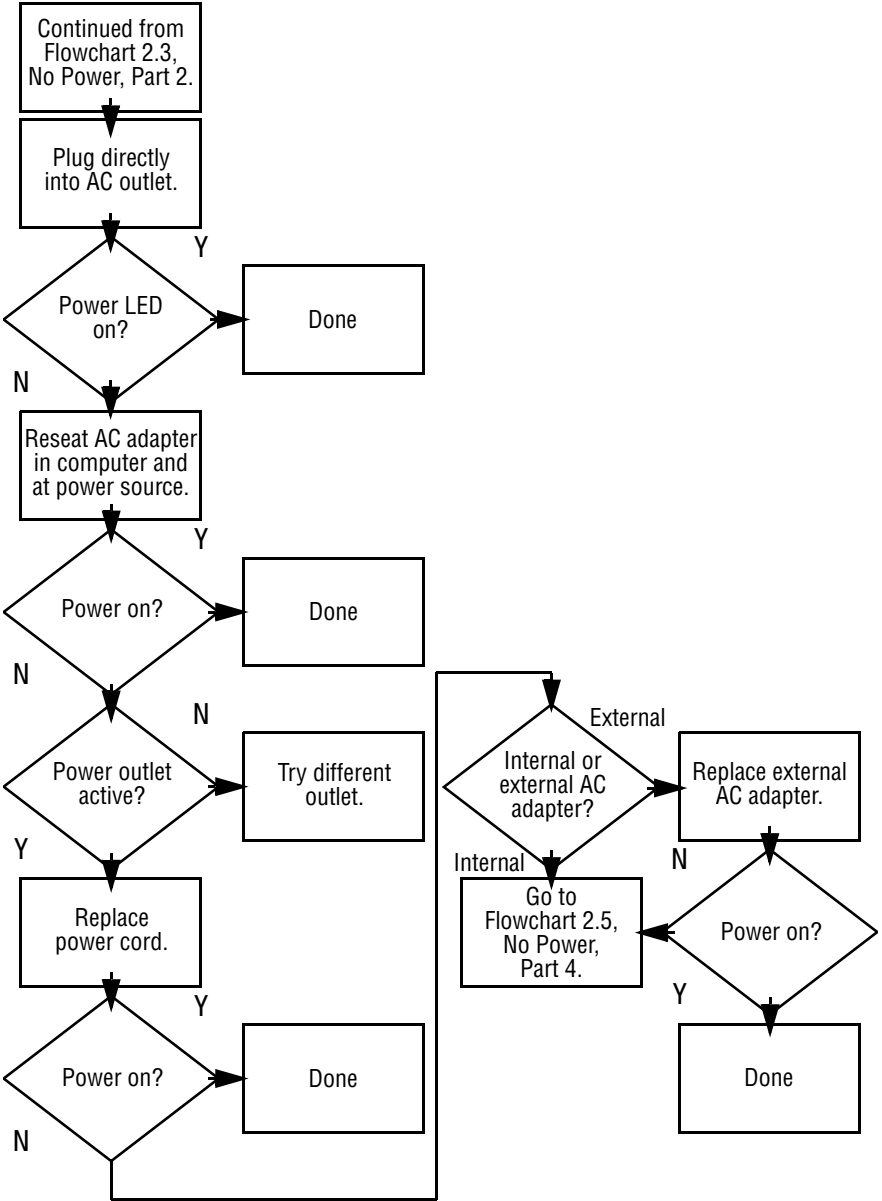 Continued from
Flowchart 2.3,
No Power, Part 2.
Plug directly
into AC outlet.
Y
Power LED
on?
Done
N
Reseat AC adapter
in computer and
at power source.
Y
Power on?
Done
N
N
Power outlet
active?
Try different
outlet.
Y
Replace
power cord.
Y
Power on?
Done
N
External
Internal or
external AC
adapter?
Replace external
AC adapter.
Internal
N
Go to
Flowchart 2.5,
No Power,
Part 4.
Power on?
Y
Done